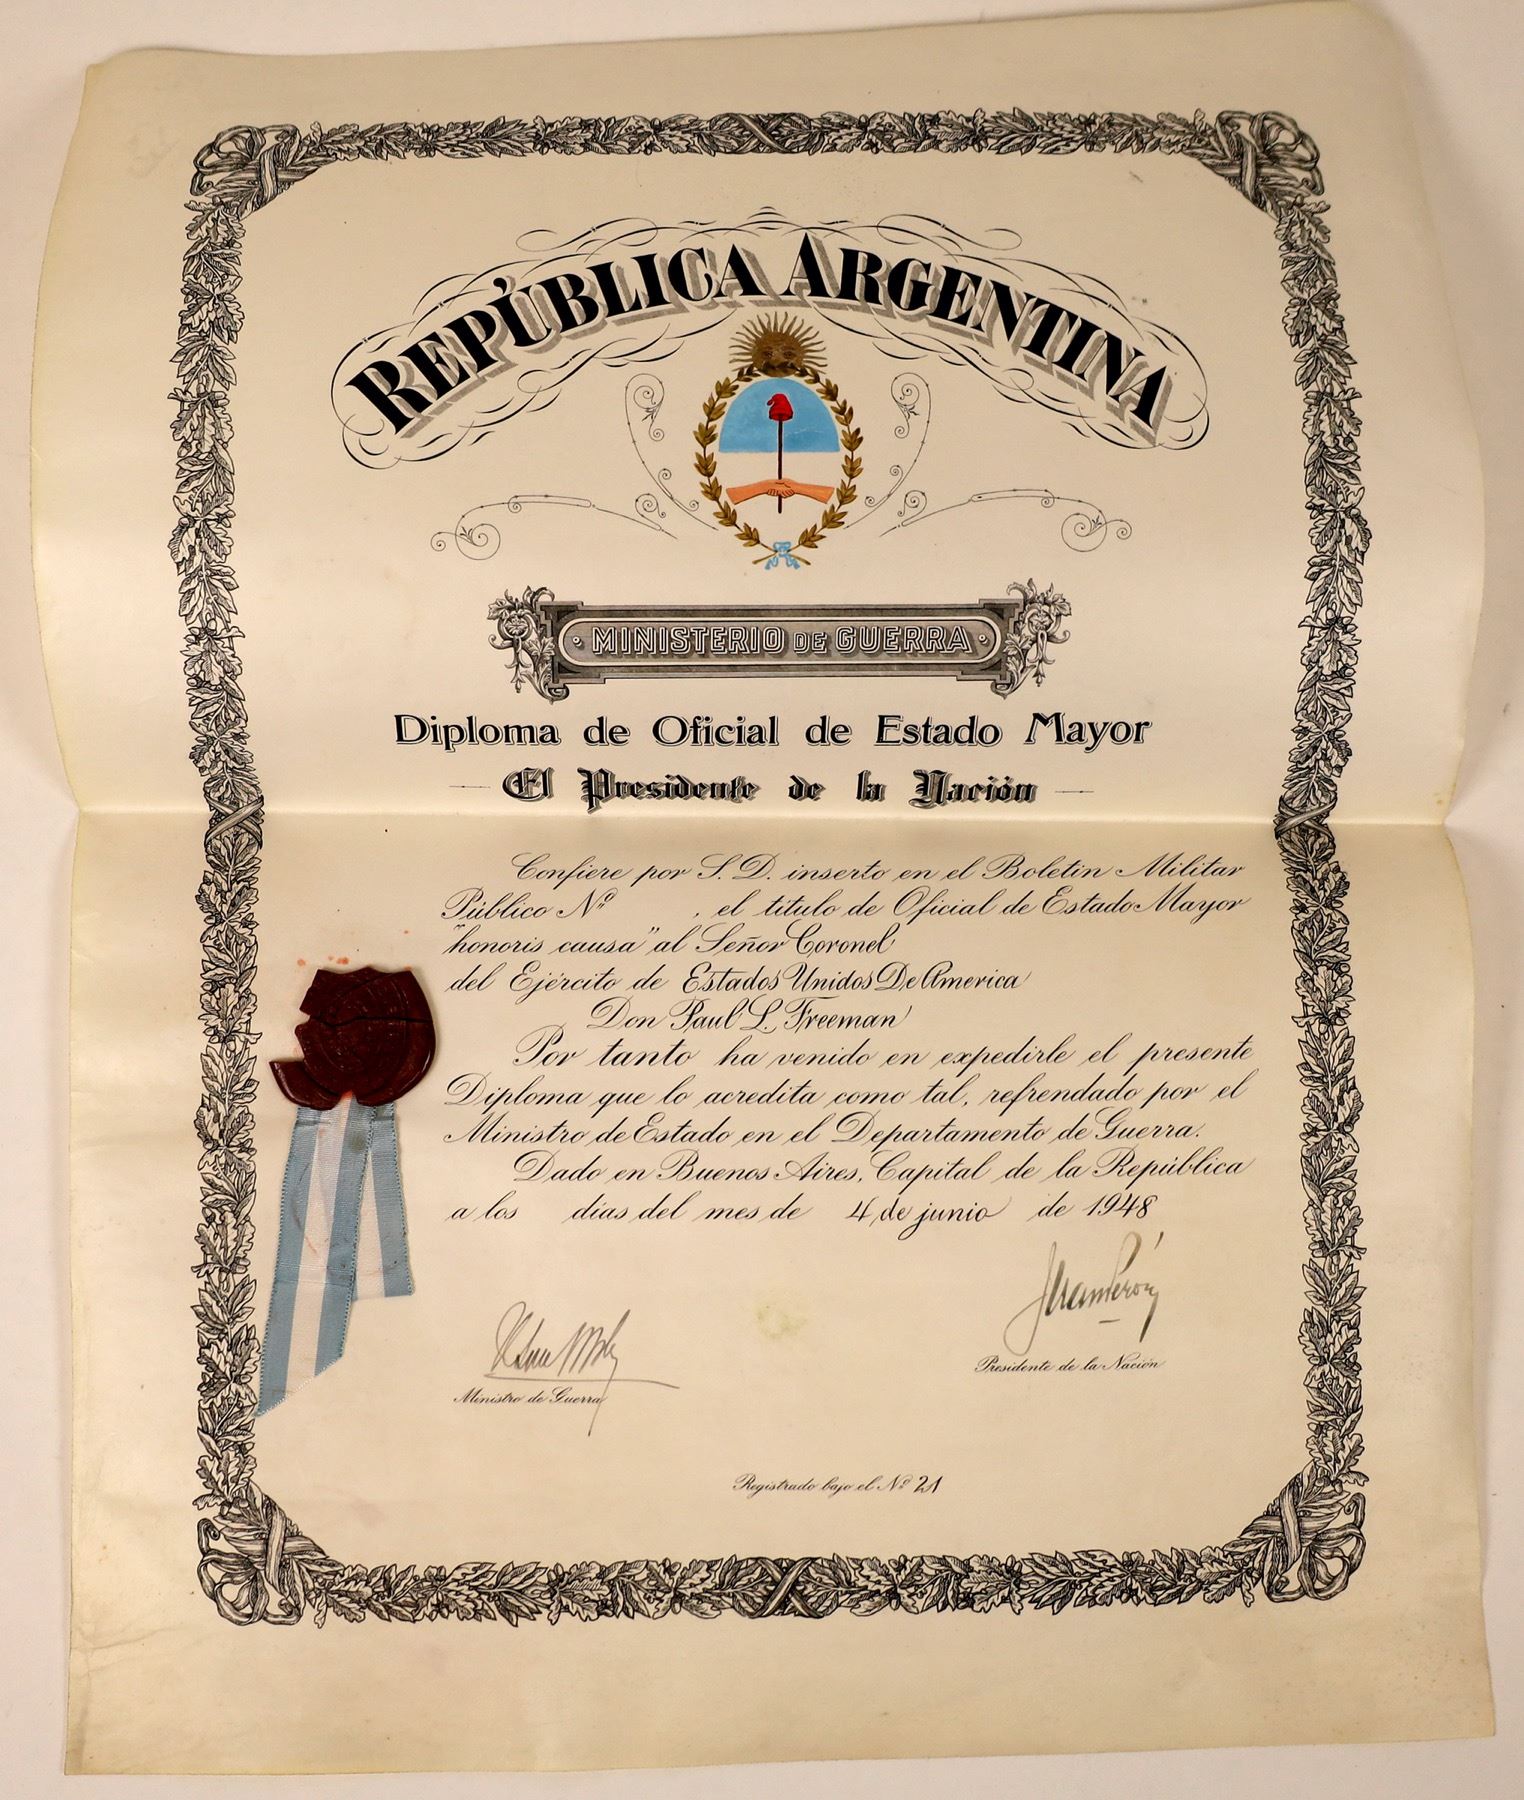 REPÚBLICA ARGENTINA
MINISTERIO DE GUERRA
Diploma de Oficial de Estado Mayor
El Presidente de la Nación
Confiere por S. D. inserto en el Boletin Militar
Público Nº , el titulo de Oficial de Estado Mayor
"honoris causa" al Señor Coronel
del Ejército de Estados Unidos De America
Don Paul L. Freeman
Por tanto ha venido en expedirle el presente
Diploma que lo acredita como tal, refrendado por el
Ministro de Estado en el Departamento de Guerra.
Dado en Buenos Aires, Capital de la República
a los días del mes de 4 de junio de 1948
Juan Perón
Presidente de la Nación
Ministro de Guerra
Registrado bajo el Nº 21